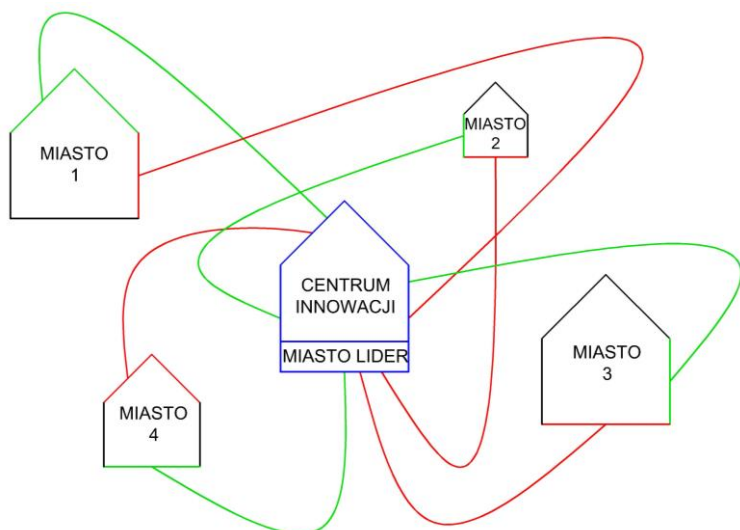 MIASTO
1
MIASTO
2
CENTRUM
INNOWACJI
MIASTO LIDER
MIASTO
3
MIASTO
4